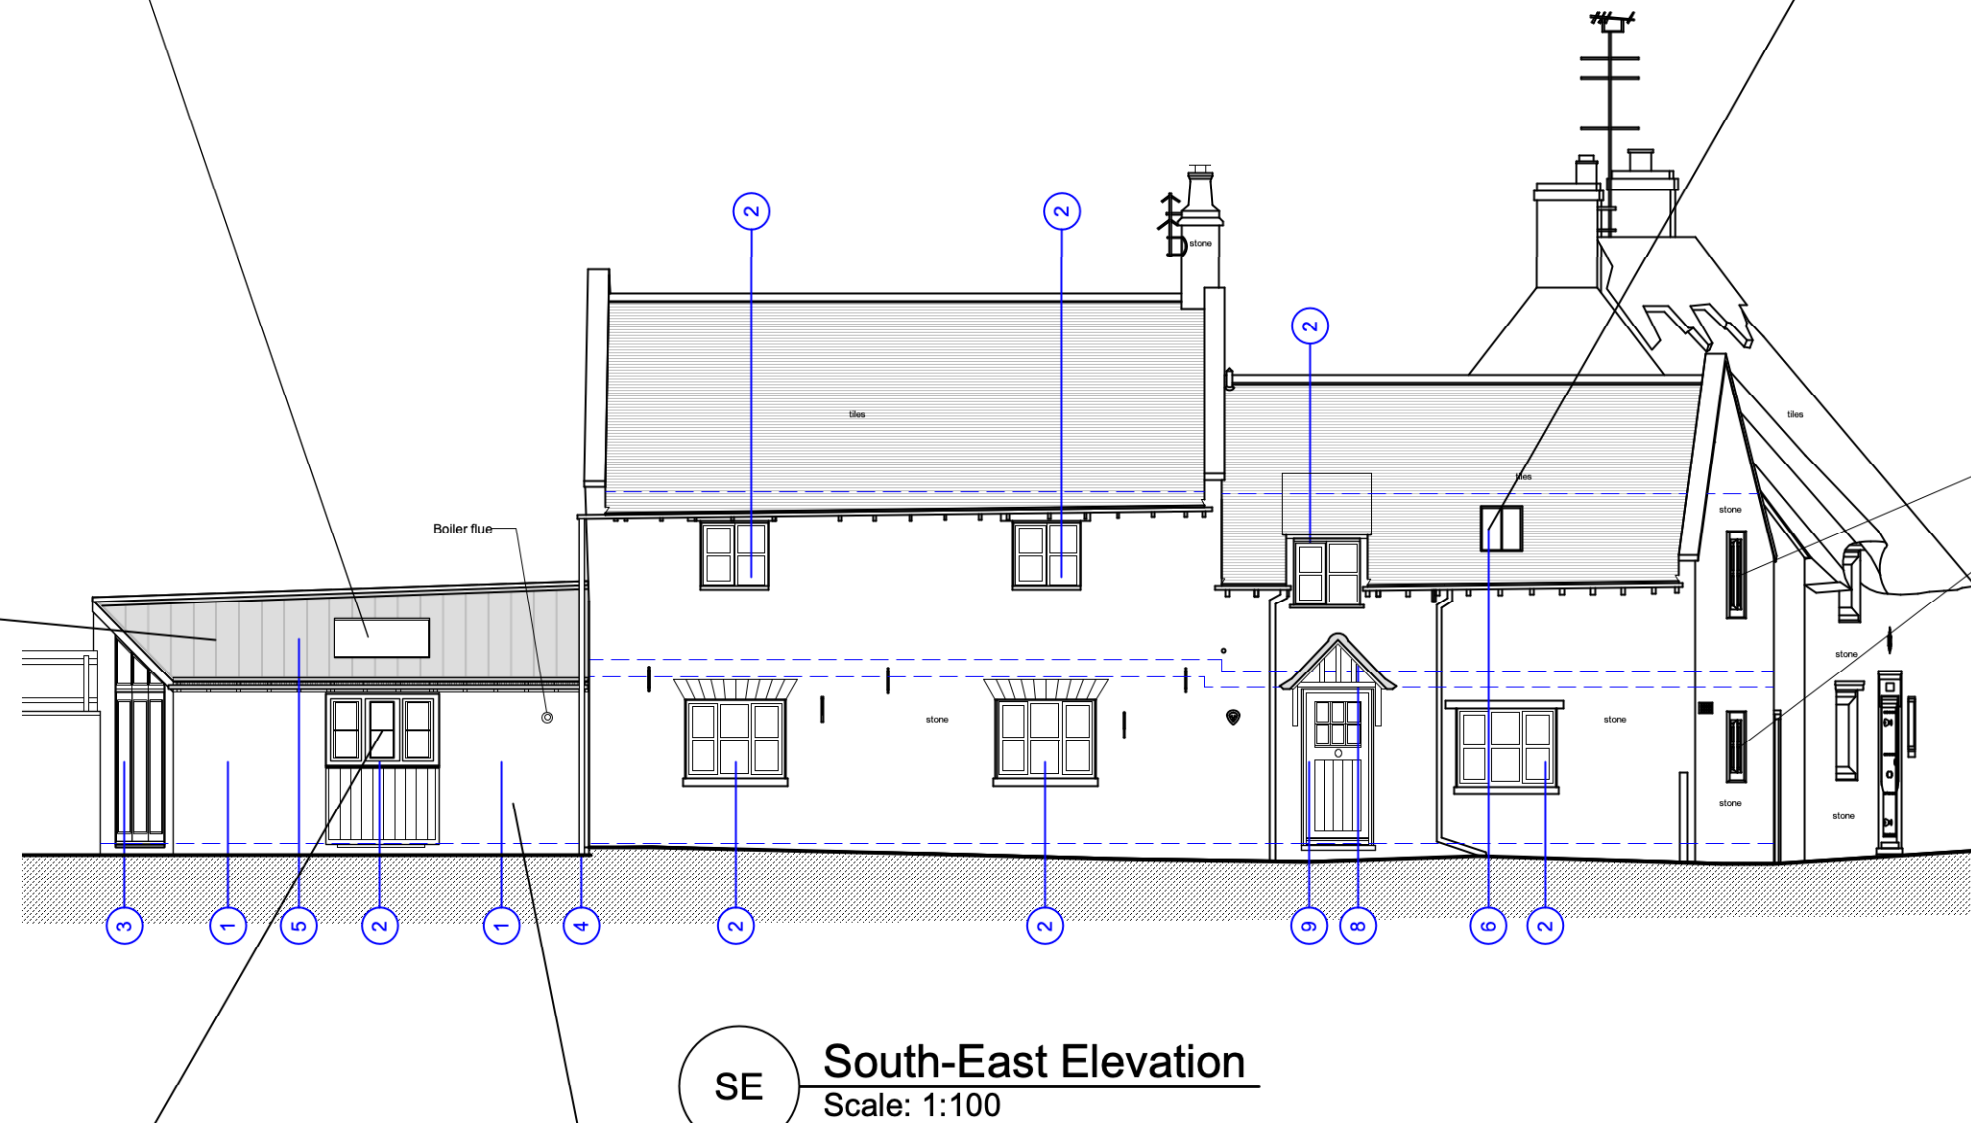 2
2
stone
2
tiles
tiles
tiles
stone
Boiler flue
stone
stone
stone
stone
stone
3
1
5
2
1
4
2
2
9
8
6
2
SE
South-East Elevation
Scale: 1:100